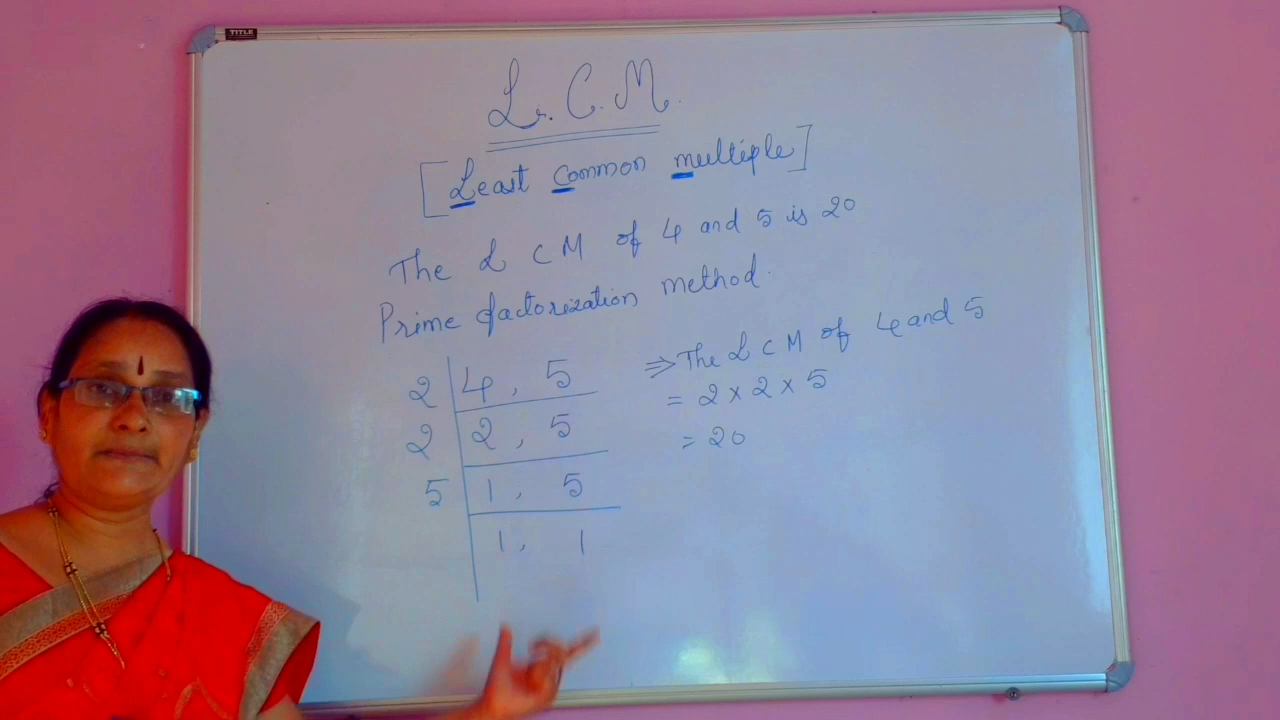 TITLE
L.C.M.
[Least Common multiple]
The L C M of 4 and 5 is 20
Prime factorization method.
2 | 4, 5
2 | 2, 5
5 | 1, 5
1, 1
⇒ The L C M of 4 and 5
= 2 × 2 × 5
= 20